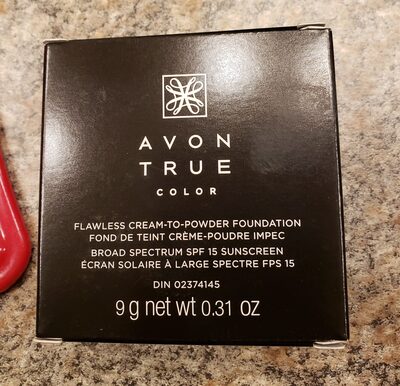 AVON
TRUE
COLOR
FLAWLESS CREAM-TO-POWDER FOUNDATION
FOND DE TEINT CRÈME-POUDRE IMPEC
BROAD SPECTRUM SPF 15 SUNSCREEN
ÉCRAN SOLAIRE À LARGE SPECTRE FPS 15
DIN 02374145
9 g net wt 0.31 oz